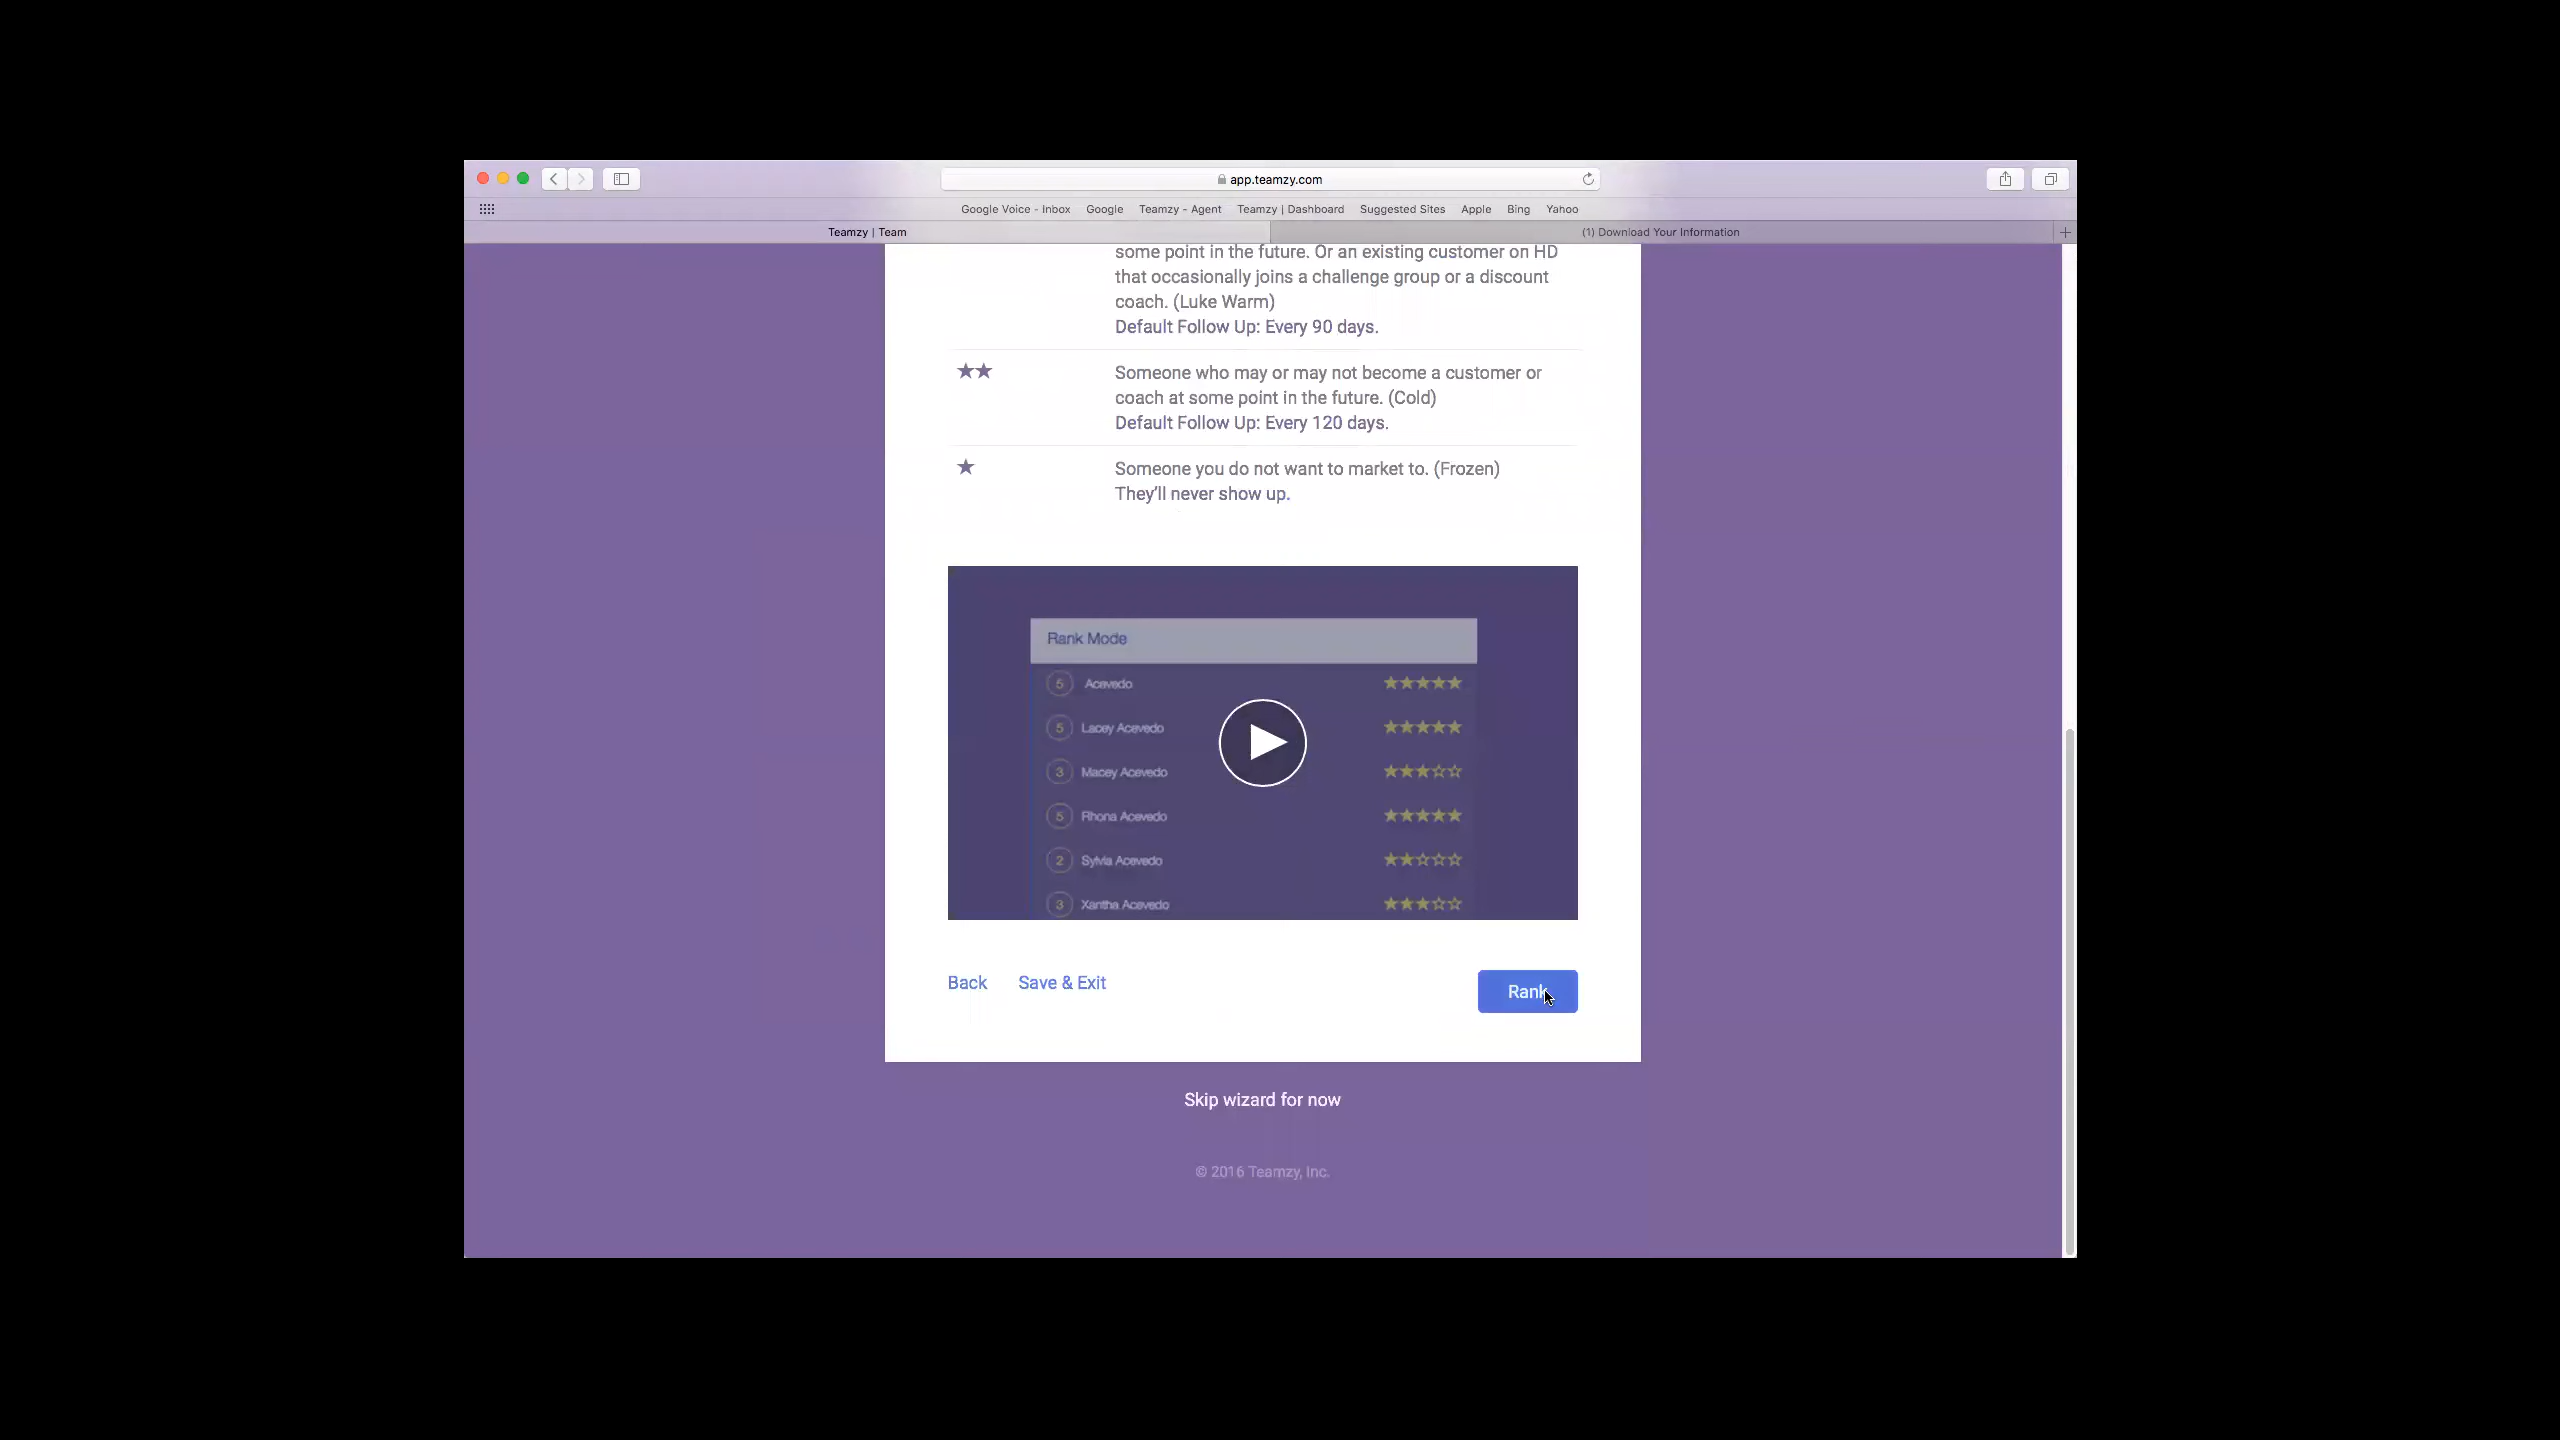 app.teamzy.com
Google Voice - Inbox Google Teamzy - Agent Teamzy | Dashboard Suggested Sites Apple Bing Yahoo
Teamzy | Team (1) Download Your Information
some point in the future. Or an existing customer on HD
that occasionally joins a challenge group or a discount
coach. (Luke Warm)
Default Follow Up: Every 90 days.
★★ Someone who may or may not become a customer or
coach at some point in the future. (Cold)
Default Follow Up: Every 120 days.
★ Someone you do not want to market to. (Frozen)
They'll never show up.
Rank Mode
5 Acevedo ★★★★★
5 Lacey Acevedo ★★★★★
3 Macey Acevedo ★★★☆☆
5 Rhona Acevedo ★★★★★
2 Sylvia Acevedo ★★☆☆☆
3 Xantha Acevedo ★★★☆☆
Back Save & Exit Rank
Skip wizard for now
© 2016 Teamzy, Inc.